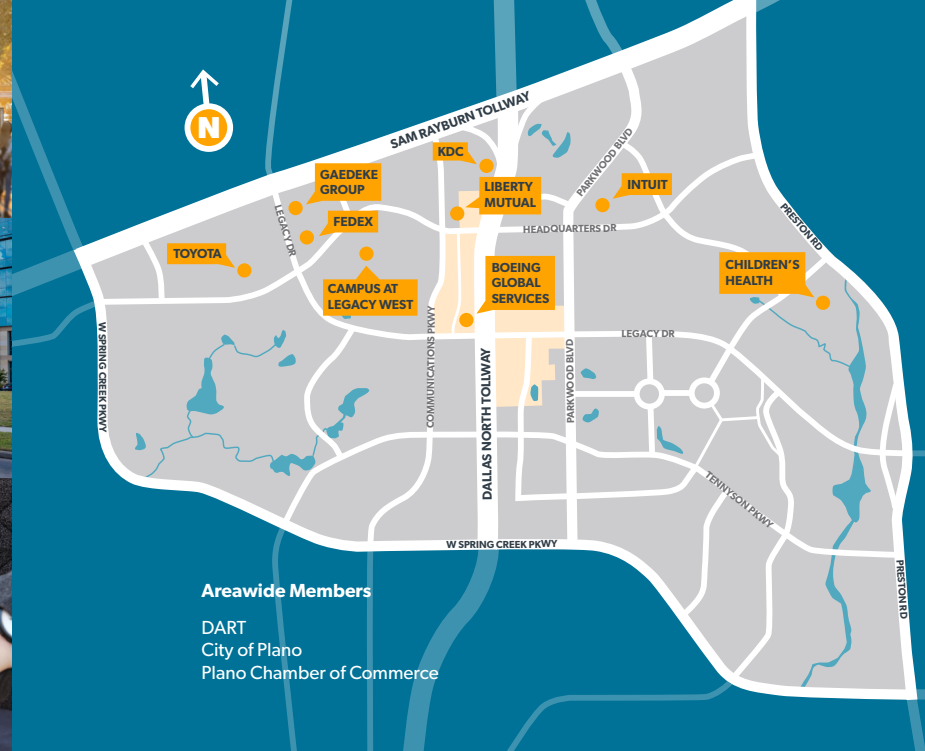 N
SAM RAYBURN TOLLWAY
KDC
GAEDEKE
GROUP
LIBERTY
MUTUAL
INTUIT
PARKWOOD BLVD
LEGACY DR
FEDEX
HEADQUARTERS DR
PRESTON RD
TOYOTA
CAMPUS AT
LEGACY WEST
BOEING
GLOBAL
SERVICES
CHILDREN'S
HEALTH
W SPRING CREEK PKWY
COMMUNICATIONS PKWY
LEGACY DR
DALLAS NORTH TOLLWAY
PARKWOOD BLVD
TENNYSON PKWY
W SPRING CREEK PKWY
PRESTON RD
Areawide Members
DART
City of Plano
Plano Chamber of Commerce